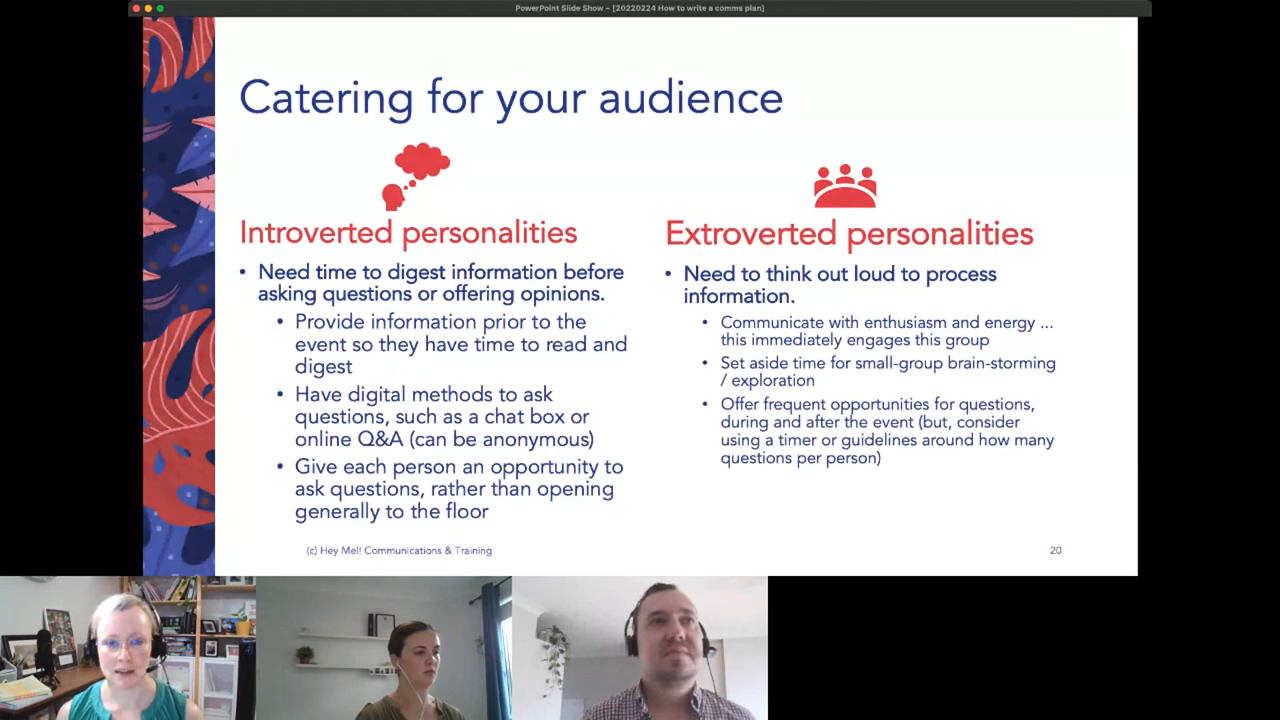 PowerPoint Slide Show – [20220224 How to write a comms plan]
Catering for your audience
Introverted personalities
• Need time to digest information before
asking questions or offering opinions.
• Provide information prior to the
event so they have time to read and
digest
• Have digital methods to ask
questions, such as a chat box or
online Q&A (can be anonymous)
• Give each person an opportunity to
ask questions, rather than opening
generally to the floor
Extroverted personalities
• Need to think out loud to process
information.
• Communicate with enthusiasm and energy ...
this immediately engages this group
• Set aside time for small-group brain-storming
/ exploration
• Offer frequent opportunities for questions,
during and after the event (but, consider
using a timer or guidelines around how many
questions per person)
(c) Hey Mel! Communications & Training
20